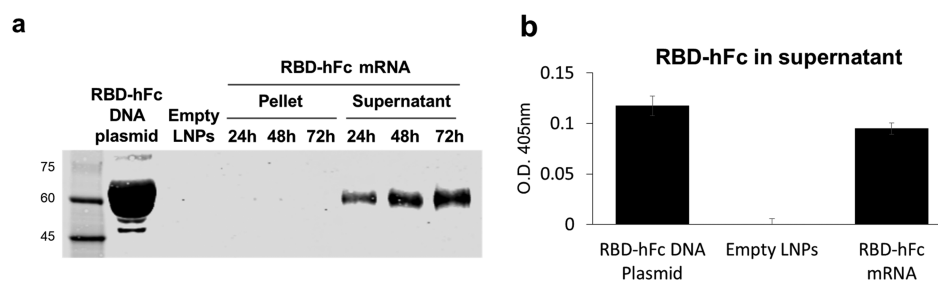 a
RBD-hFc mRNA
RBD-hFc
DNA
plasmid
Empty
LNPs
Pellet
Supernatant
24h 48h 72h 24h 48h 72h
75
60
45
b
RBD-hFc in supernatant
O.D. 405nm
0.15
0.1
0.05
0
RBD-hFc DNA
Plasmid
Empty LNPs
RBD-hFc
mRNA